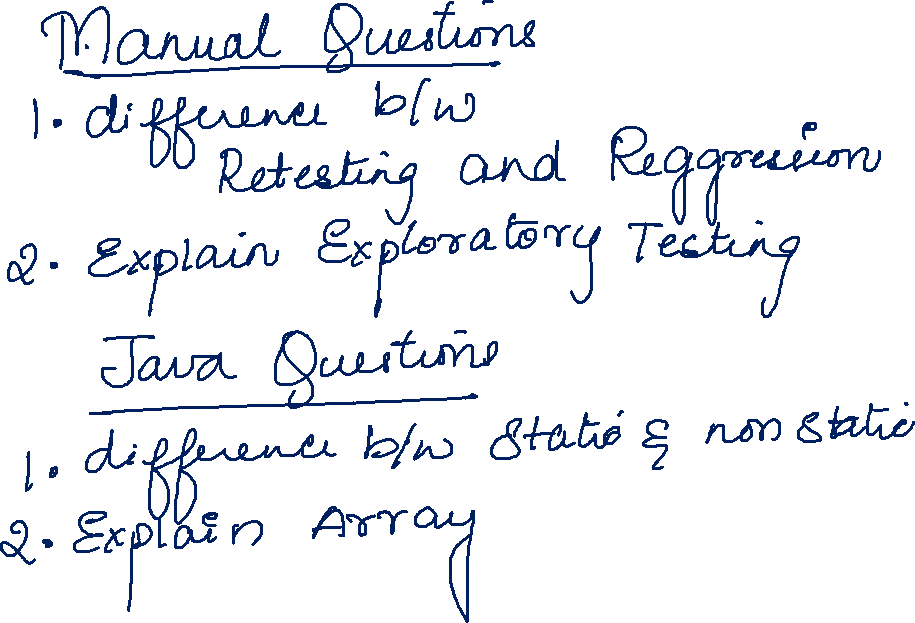 Manual Questions
1. difference b/w
Retesting and Reggression
2. Explain Exploratory Testing
Java Questions
1. difference b/w Static & non static
2. Explain Array